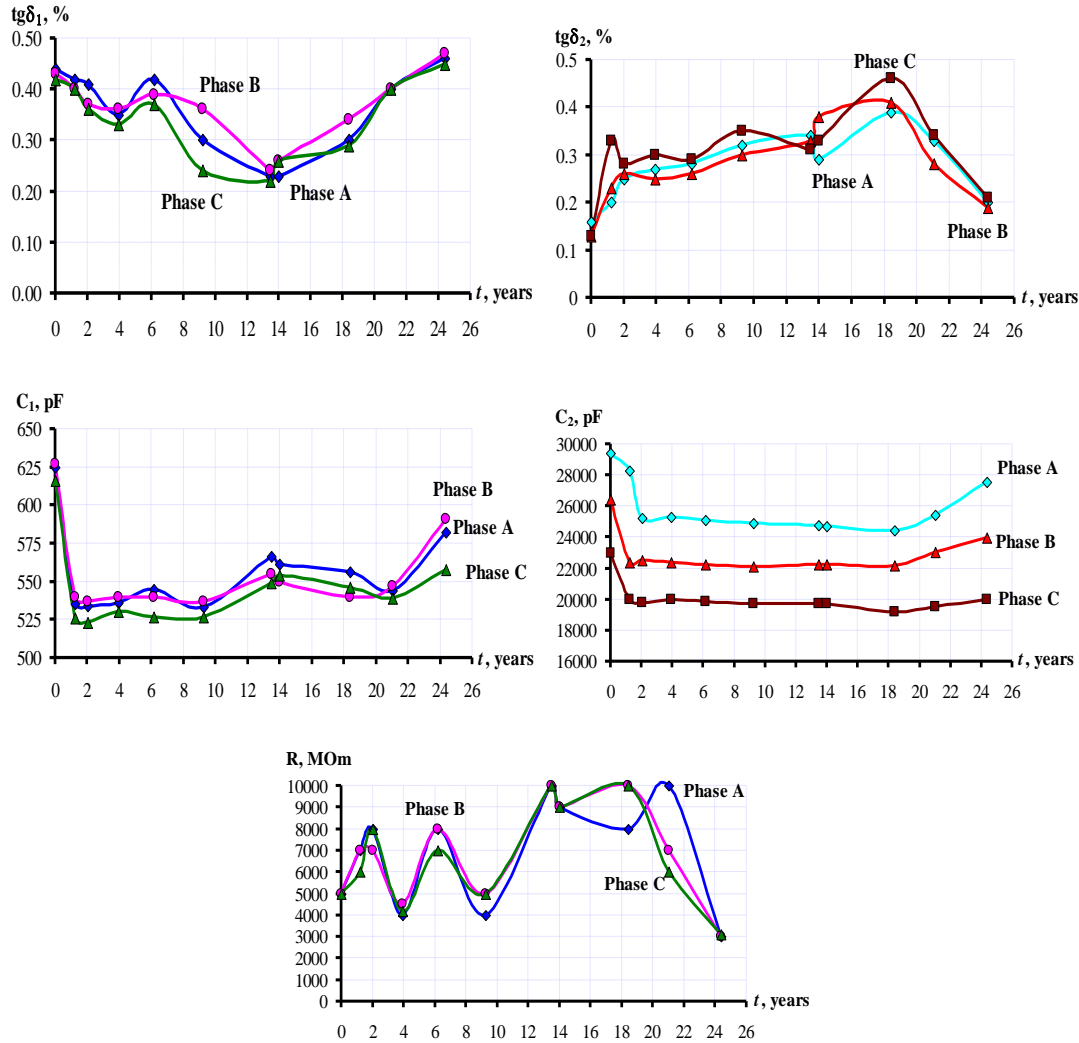 tgδ₁, %
0.50
0.40
0.30
0.20
0.10
0.00
Phase B
Phase C
Phase A
t, years
0 2 4 6 8 10 12 14 16 18 20 22 24 26
tgδ₂, %
0.5
0.4
0.3
0.2
0.1
0
Phase C
Phase A
Phase B
t, years
0 2 4 6 8 10 12 14 16 18 20 22 24 26
C₁, pF
650
625
600
575
550
525
500
Phase B
Phase A
Phase C
t, years
0 2 4 6 8 10 12 14 16 18 20 22 24 26
C₂, pF
30000
28000
26000
24000
22000
20000
18000
16000
Phase A
Phase B
Phase C
t, years
0 2 4 6 8 10 12 14 16 18 20 22 24 26
R, MOm
10000
9000
8000
7000
6000
5000
4000
3000
2000
1000
0
Phase B
Phase A
Phase C
t, years
0 2 4 6 8 10 12 14 16 18 20 22 24 26